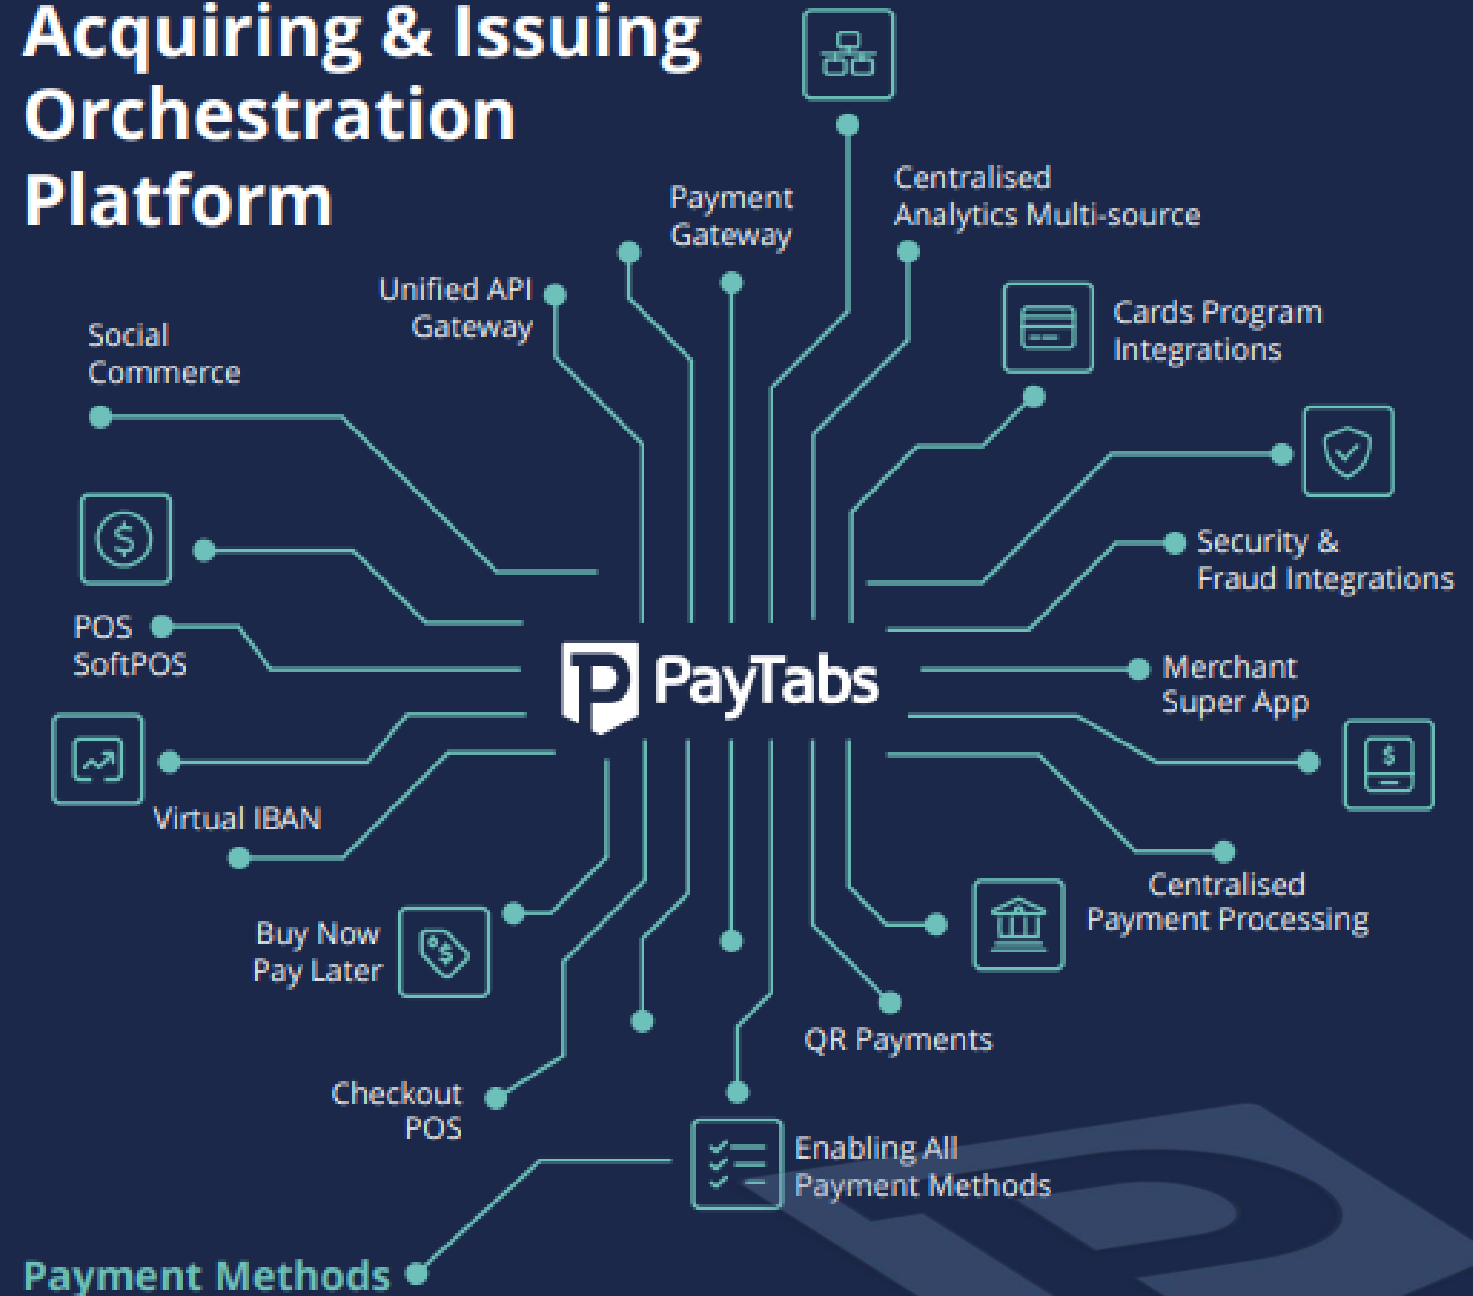 Acquiring & Issuing
Orchestration
Platform
Payment
Gateway
Centralised
Analytics Multi-source
Unified API
Gateway
Cards Program
Integrations
Social
Commerce
Security &
Fraud Integrations
POS
SoftPOS
PayTabs
Merchant
Super App
Virtual IBAN
Centralised
Payment Processing
Buy Now
Pay Later
QR Payments
Checkout
POS
Enabling All
Payment Methods
Payment Methods